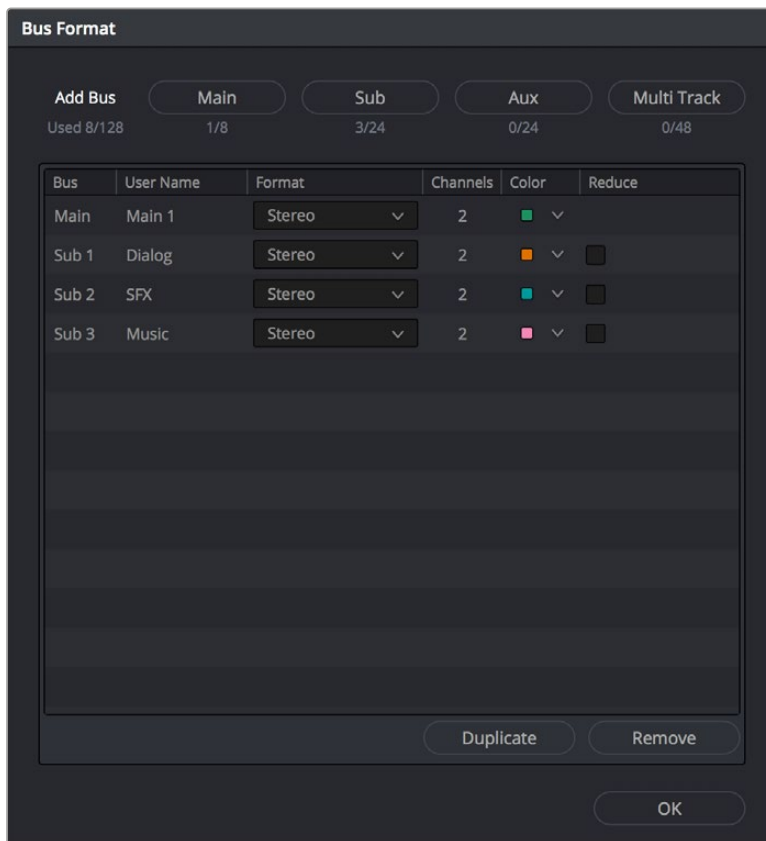 Bus Format
Add Bus Main Sub Aux Multi Track
Used 8/128 1/8 3/24 0/24 0/48
Bus User Name Format Channels Color Reduce
Main Main 1 Stereo 2
Sub 1 Dialog Stereo 2
Sub 2 SFX Stereo 2
Sub 3 Music Stereo 2
Duplicate Remove
OK